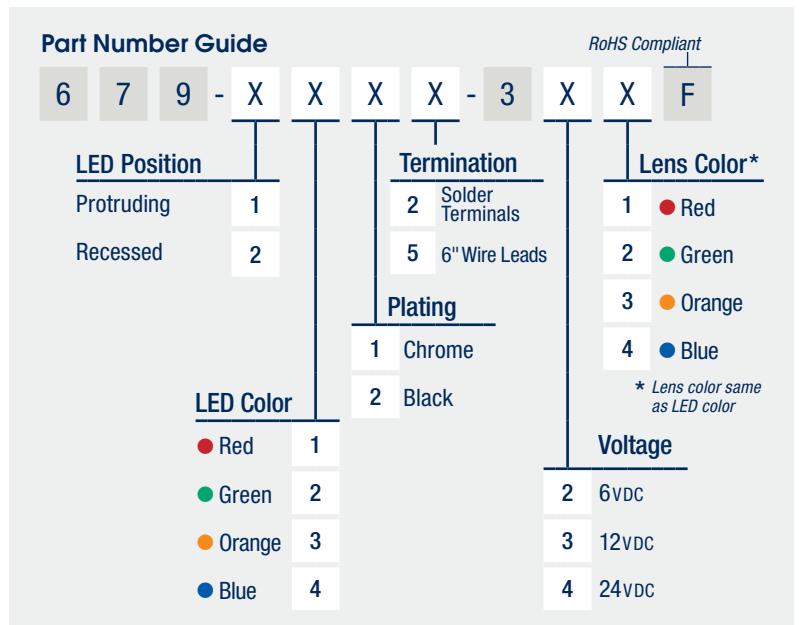 Part Number Guide
RoHS Compliant
6 7 9 - X X X X - 3 X X F
LED Position
Protruding 1
Recessed 2
Termination
2 Solder Terminals
5 6" Wire Leads
Lens Color*
1 Red
2 Green
3 Orange
4 Blue
* Lens color same
as LED color
Plating
1 Chrome
2 Black
LED Color
Red 1
Green 2
Orange 3
Blue 4
Voltage
2 6VDC
3 12VDC
4 24VDC